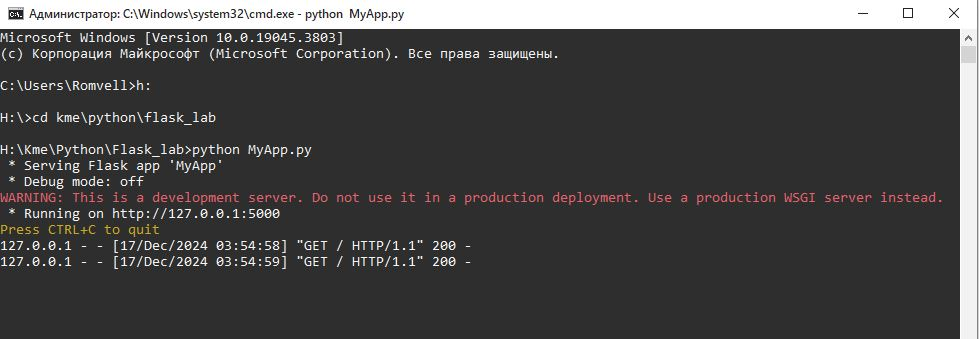 Администратор: C:\Windows\system32\cmd.exe - python  MyApp.py
Microsoft Windows [Version 10.0.19045.3803]
(c) Корпорация Майкрософт (Microsoft Corporation). Все права защищены.
C:\Users\Romvell>h:
H:\>cd kme\python\flask_lab
H:\Kme\Python\Flask_lab>python MyApp.py
 * Serving Flask app 'MyApp'
 * Debug mode: off
WARNING: This is a development server. Do not use it in a production deployment. Use a production WSGI server instead.
 * Running on http://127.0.0.1:5000
Press CTRL+C to quit
127.0.0.1 - - [17/Dec/2024 03:54:58] "GET / HTTP/1.1" 200 -
127.0.0.1 - - [17/Dec/2024 03:54:59] "GET / HTTP/1.1" 200 -